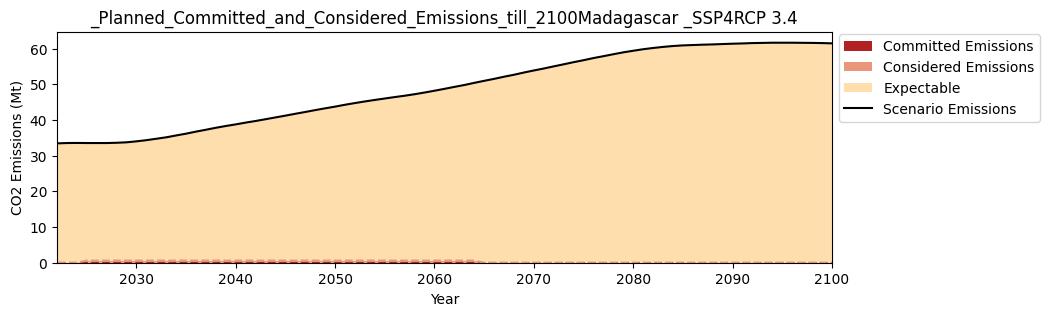 _Planned_Committed_and_Considered_Emissions_till_2100Madagascar _SSP4RCP 3.4
Committed Emissions
Considered Emissions
Expectable
Scenario Emissions
CO2 Emissions (Mt)
60
50
40
30
20
10
0
2030 2040 2050 2060 2070 2080 2090 2100
Year